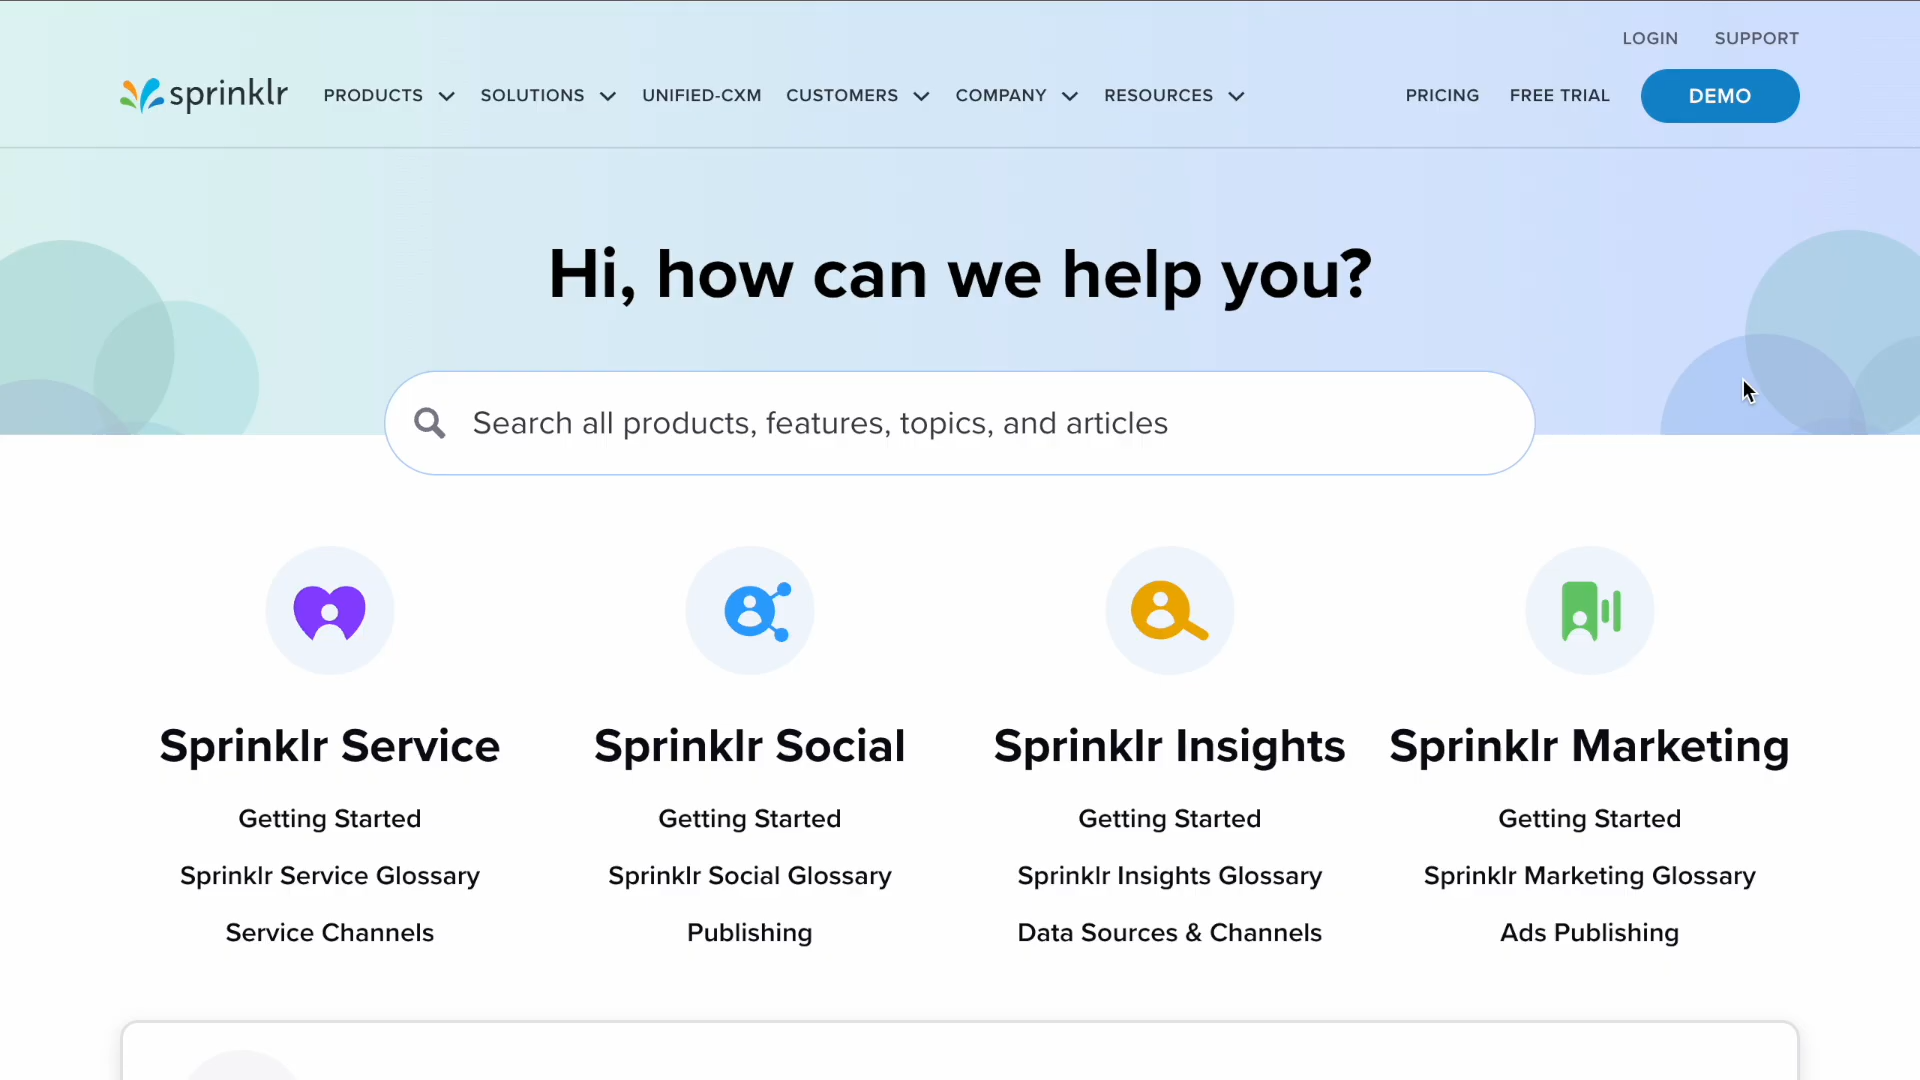 LOGIN SUPPORT
sprinklr PRODUCTS SOLUTIONS UNIFIED-CXM CUSTOMERS COMPANY RESOURCES PRICING FREE TRIAL DEMO
Hi, how can we help you?
Search all products, features, topics, and articles
Sprinklr Service Sprinklr Social Sprinklr Insights Sprinklr Marketing
Getting Started Getting Started Getting Started Getting Started
Sprinklr Service Glossary Sprinklr Social Glossary Sprinklr Insights Glossary Sprinklr Marketing Glossary
Service Channels Publishing Data Sources & Channels Ads Publishing